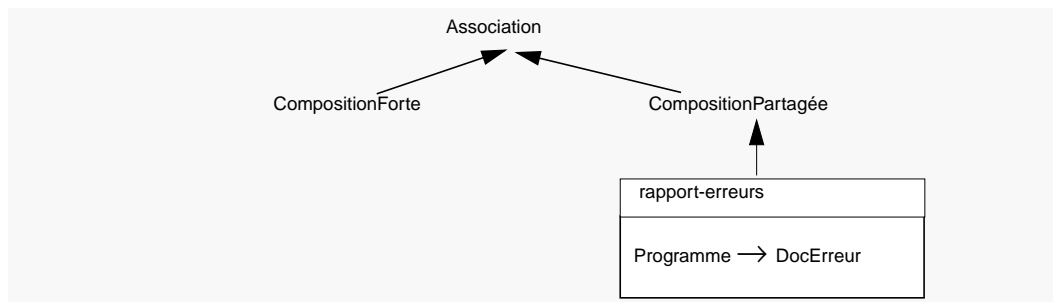 Association
CompositionForte
CompositionPartagée
rapport-erreurs
Programme → DocErreur